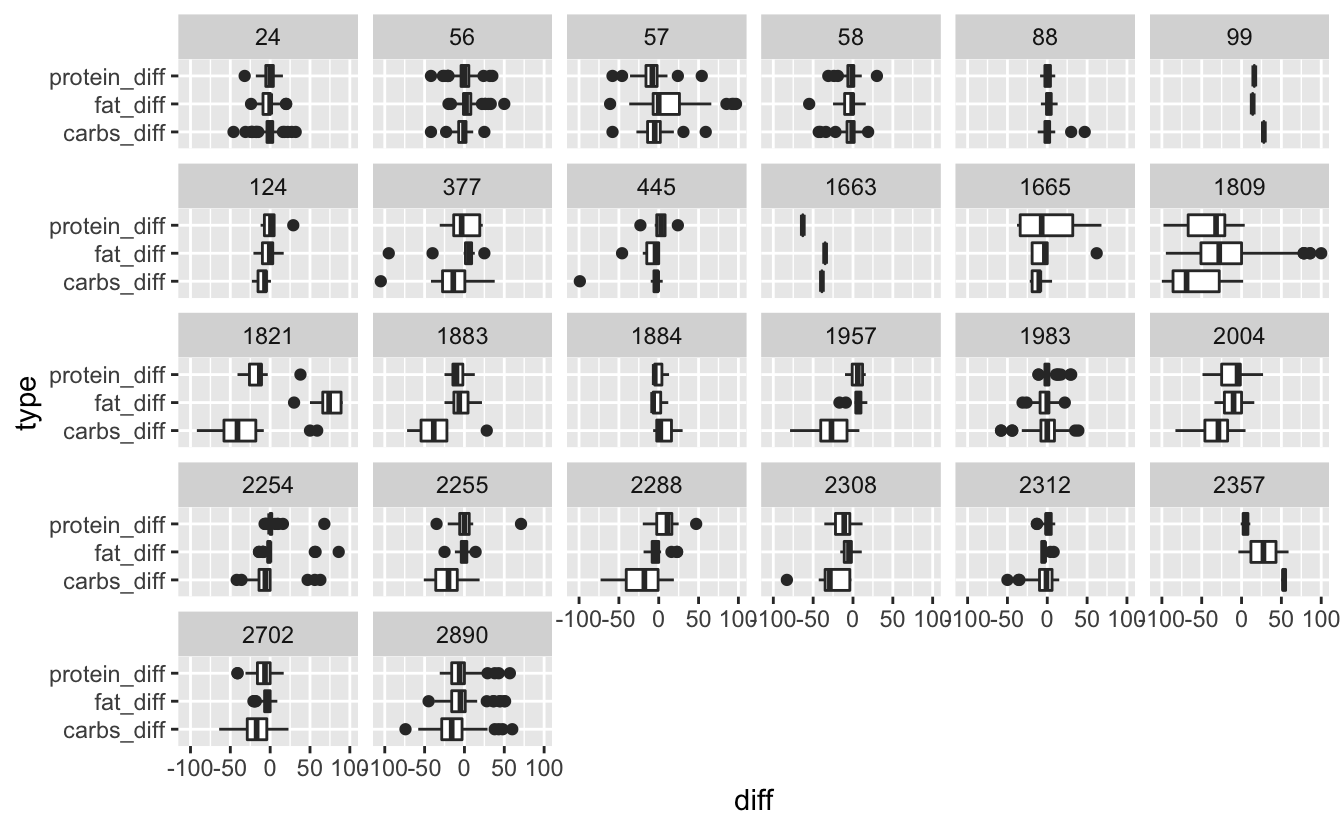 24 56 57 58 88 99
protein_diff
fat_diff
carbs_diff
124 377 445 1663 1665 1809
protein_diff
fat_diff
carbs_diff
1821 1883 1884 1957 1983 2004
protein_diff
fat_diff
carbs_diff
type
2254 2255 2288 2308 2312 2357
protein_diff
fat_diff
carbs_diff
-100 -50 0 50 100 -100 -50 0 50 100 -100 -50 0 50 100 -100 -50 0 50 100
2702 2890
protein_diff
fat_diff
carbs_diff
-100 -50 0 50 100 -100 -50 0 50 100
diff